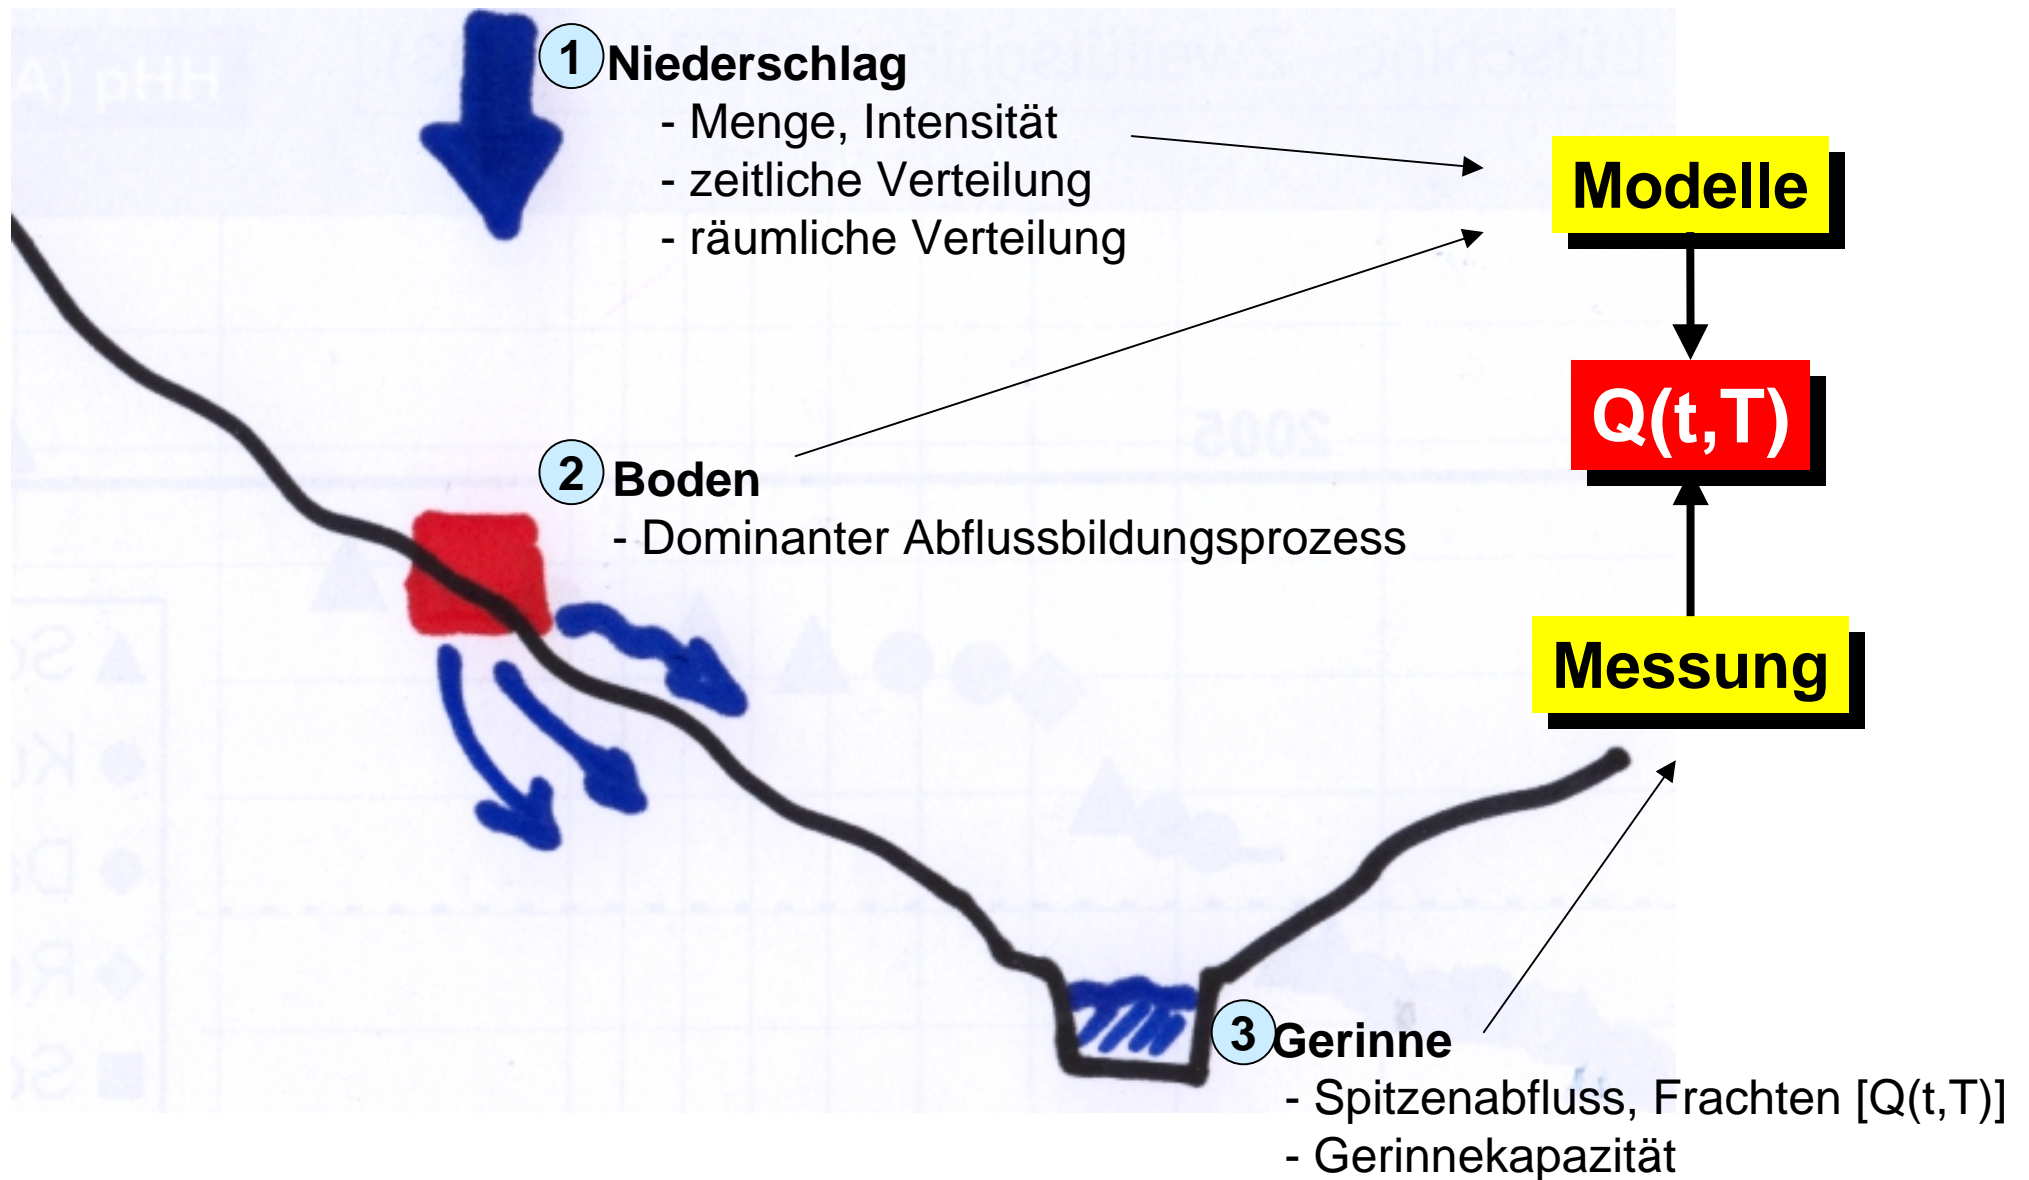 1 Niederschlag
- Menge, Intensität
- zeitliche Verteilung
- räumliche Verteilung
Modelle
Q(t,T)
2 Boden
- Dominanter Abflussbildungsprozess
2005
Messung
3 Gerinne
- Spitzenabfluss, Frachten [Q(t,T)]
- Gerinnekapazität